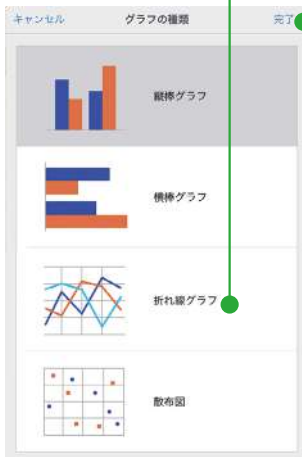 キャンセル グラフの種類 完了
縦棒グラフ
横棒グラフ
折れ線グラフ
散布図